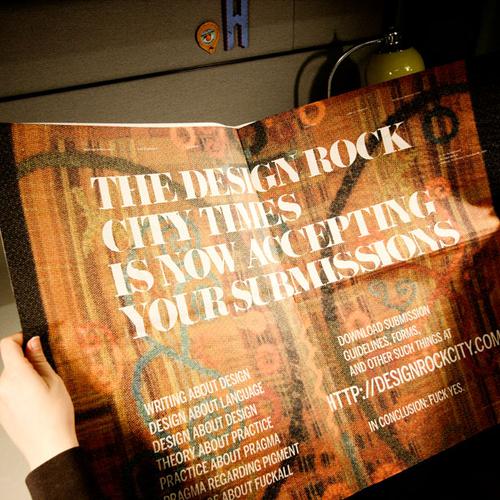 THE DESIGN ROCK
CITY TIMES
IS NOW ACCEPTING
YOUR SUBMISSIONS
WRITING ABOUT DESIGN
DESIGN ABOUT LANGUAGE
DESIGN ABOUT DESIGN
THEORY ABOUT PRACTICE
PRACTICE ABOUT PRAGMA
PRAGMA REGARDING PIGMENT
ABOUT FUCKALL
DOWNLOAD SUBMISSION
GUIDELINES, FORMS,
AND OTHER SUCH THINGS AT
HTTP://DESIGNROCKCITY.COM
IN CONCLUSION: FUCK YES.